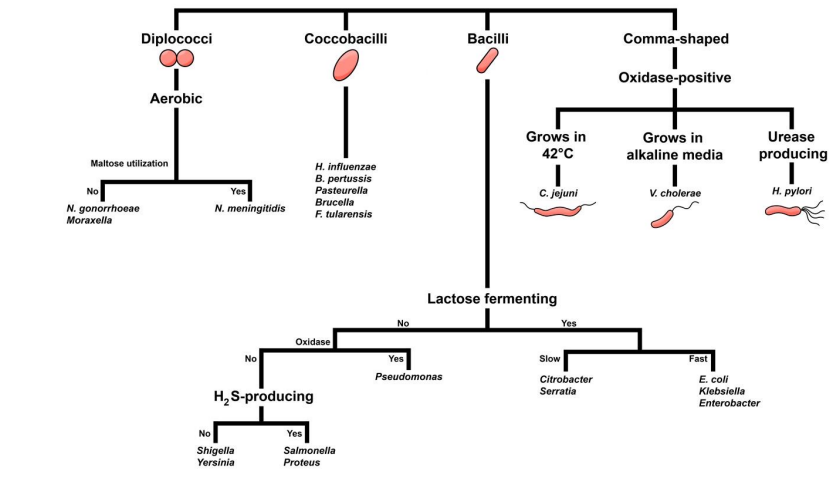 Diplococci
Coccobacilli
Bacilli
Comma-shaped
Oxidase-positive
Aerobic
Grows in
42°C
Grows in
alkaline media
Urease
producing
Maltose utilization
No
Yes
N. gonorrhoeae
Moraxella
N. meningitidis
H. influenzae
B. pertussis
Pasteurella
Brucella
F. tularensis
C. jejuni
V. cholerae
H. pylori
Lactose fermenting
No
Yes
Oxidase
No
Yes
Pseudomonas
Slow
Fast
Citrobacter
Serratia
E. coli
Klebsiella
Enterobacter
H2S-producing
No
Yes
Shigella
Yersinia
Salmonella
Proteus